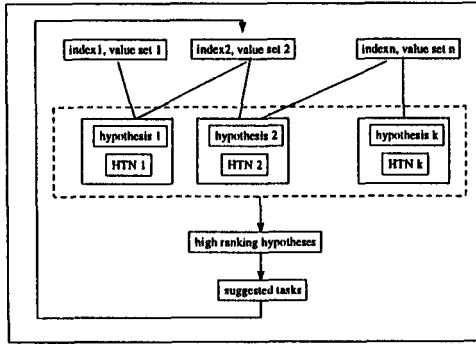 index1, value set 1
index2, value set 2
indexn, value set n
hypothesis 1
hypothesis 2
hypothesis k
HTN 1
HTN 2
HTN k
high ranking hypotheses
suggested tasks